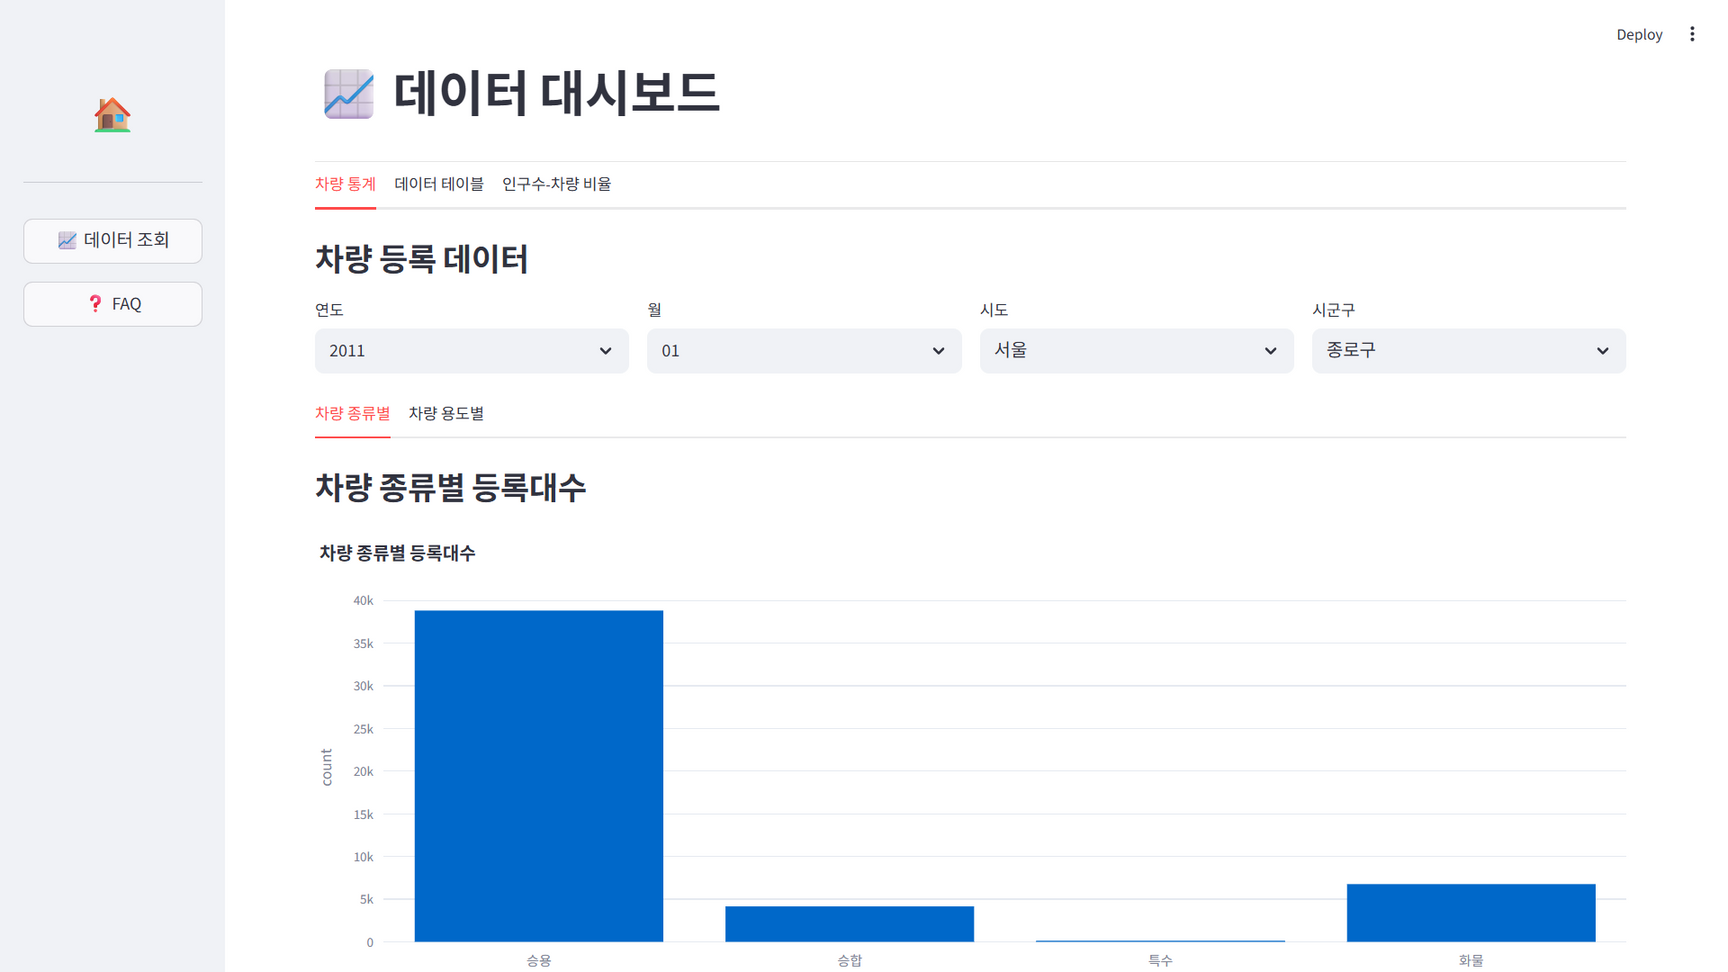 Deploy
데이터 대시보드
차량 통계 데이터 테이블 인구수-차량 비율
데이터 조회
FAQ
차량 등록 데이터
연도 월 시도 시군구
2011 01 서울 종로구
차량 종류별 차량 용도별
차량 종류별 등록대수
차량 종류별 등록대수
40k
35k
30k
25k
20k
15k
10k
5k
0
count
승용 승합 특수 화물